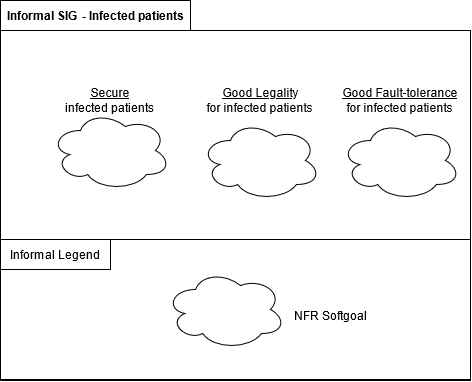 Informal SIG - Infected patients
Secure
infected patients
Good Legality
for infected patients
Good Fault-tolerance
for infected patients
Informal Legend
NFR Softgoal